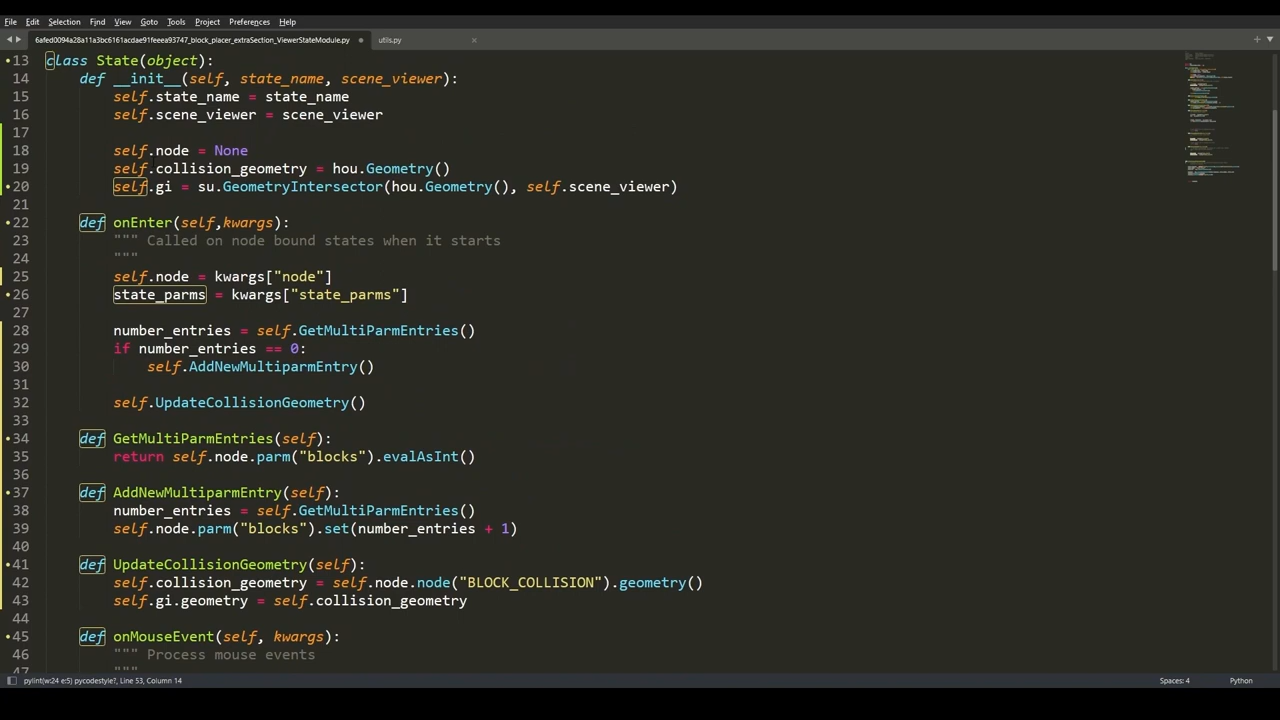 File Edit Selection Find View Goto Tools Project Preferences Help
6afed0094a28a11a3bc6161acdae91feeea93747_block_placer_extraSection_ViewerStateModule.py utils.py
13 class State(object):
14 def __init__(self, state_name, scene_viewer):
15 self.state_name = state_name
16 self.scene_viewer = scene_viewer
17
18 self.node = None
19 self.collision_geometry = hou.Geometry()
20 self.gi = su.GeometryIntersector(hou.Geometry(), self.scene_viewer)
21
22 def onEnter(self,kwargs):
23 """ Called on node bound states when it starts
24 """
25 self.node = kwargs["node"]
26 state_parms = kwargs["state_parms"]
27
28 number_entries = self.GetMultiParmEntries()
29 if number_entries == 0:
30 self.AddNewMultiparmEntry()
31
32 self.UpdateCollisionGeometry()
33
34 def GetMultiParmEntries(self):
35 return self.node.parm("blocks").evalAsInt()
36
37 def AddNewMultiparmEntry(self):
38 number_entries = self.GetMultiParmEntries()
39 self.node.parm("blocks").set(number_entries + 1)
40
41 def UpdateCollisionGeometry(self):
42 self.collision_geometry = self.node.node("BLOCK_COLLISION").geometry()
43 self.gi.geometry = self.collision_geometry
44
45 def onMouseEvent(self, kwargs):
46 """ Process mouse events
47 """
pylint(w:24 e:5) pycodestyle?, Line 53, Column 14 Spaces: 4 Python